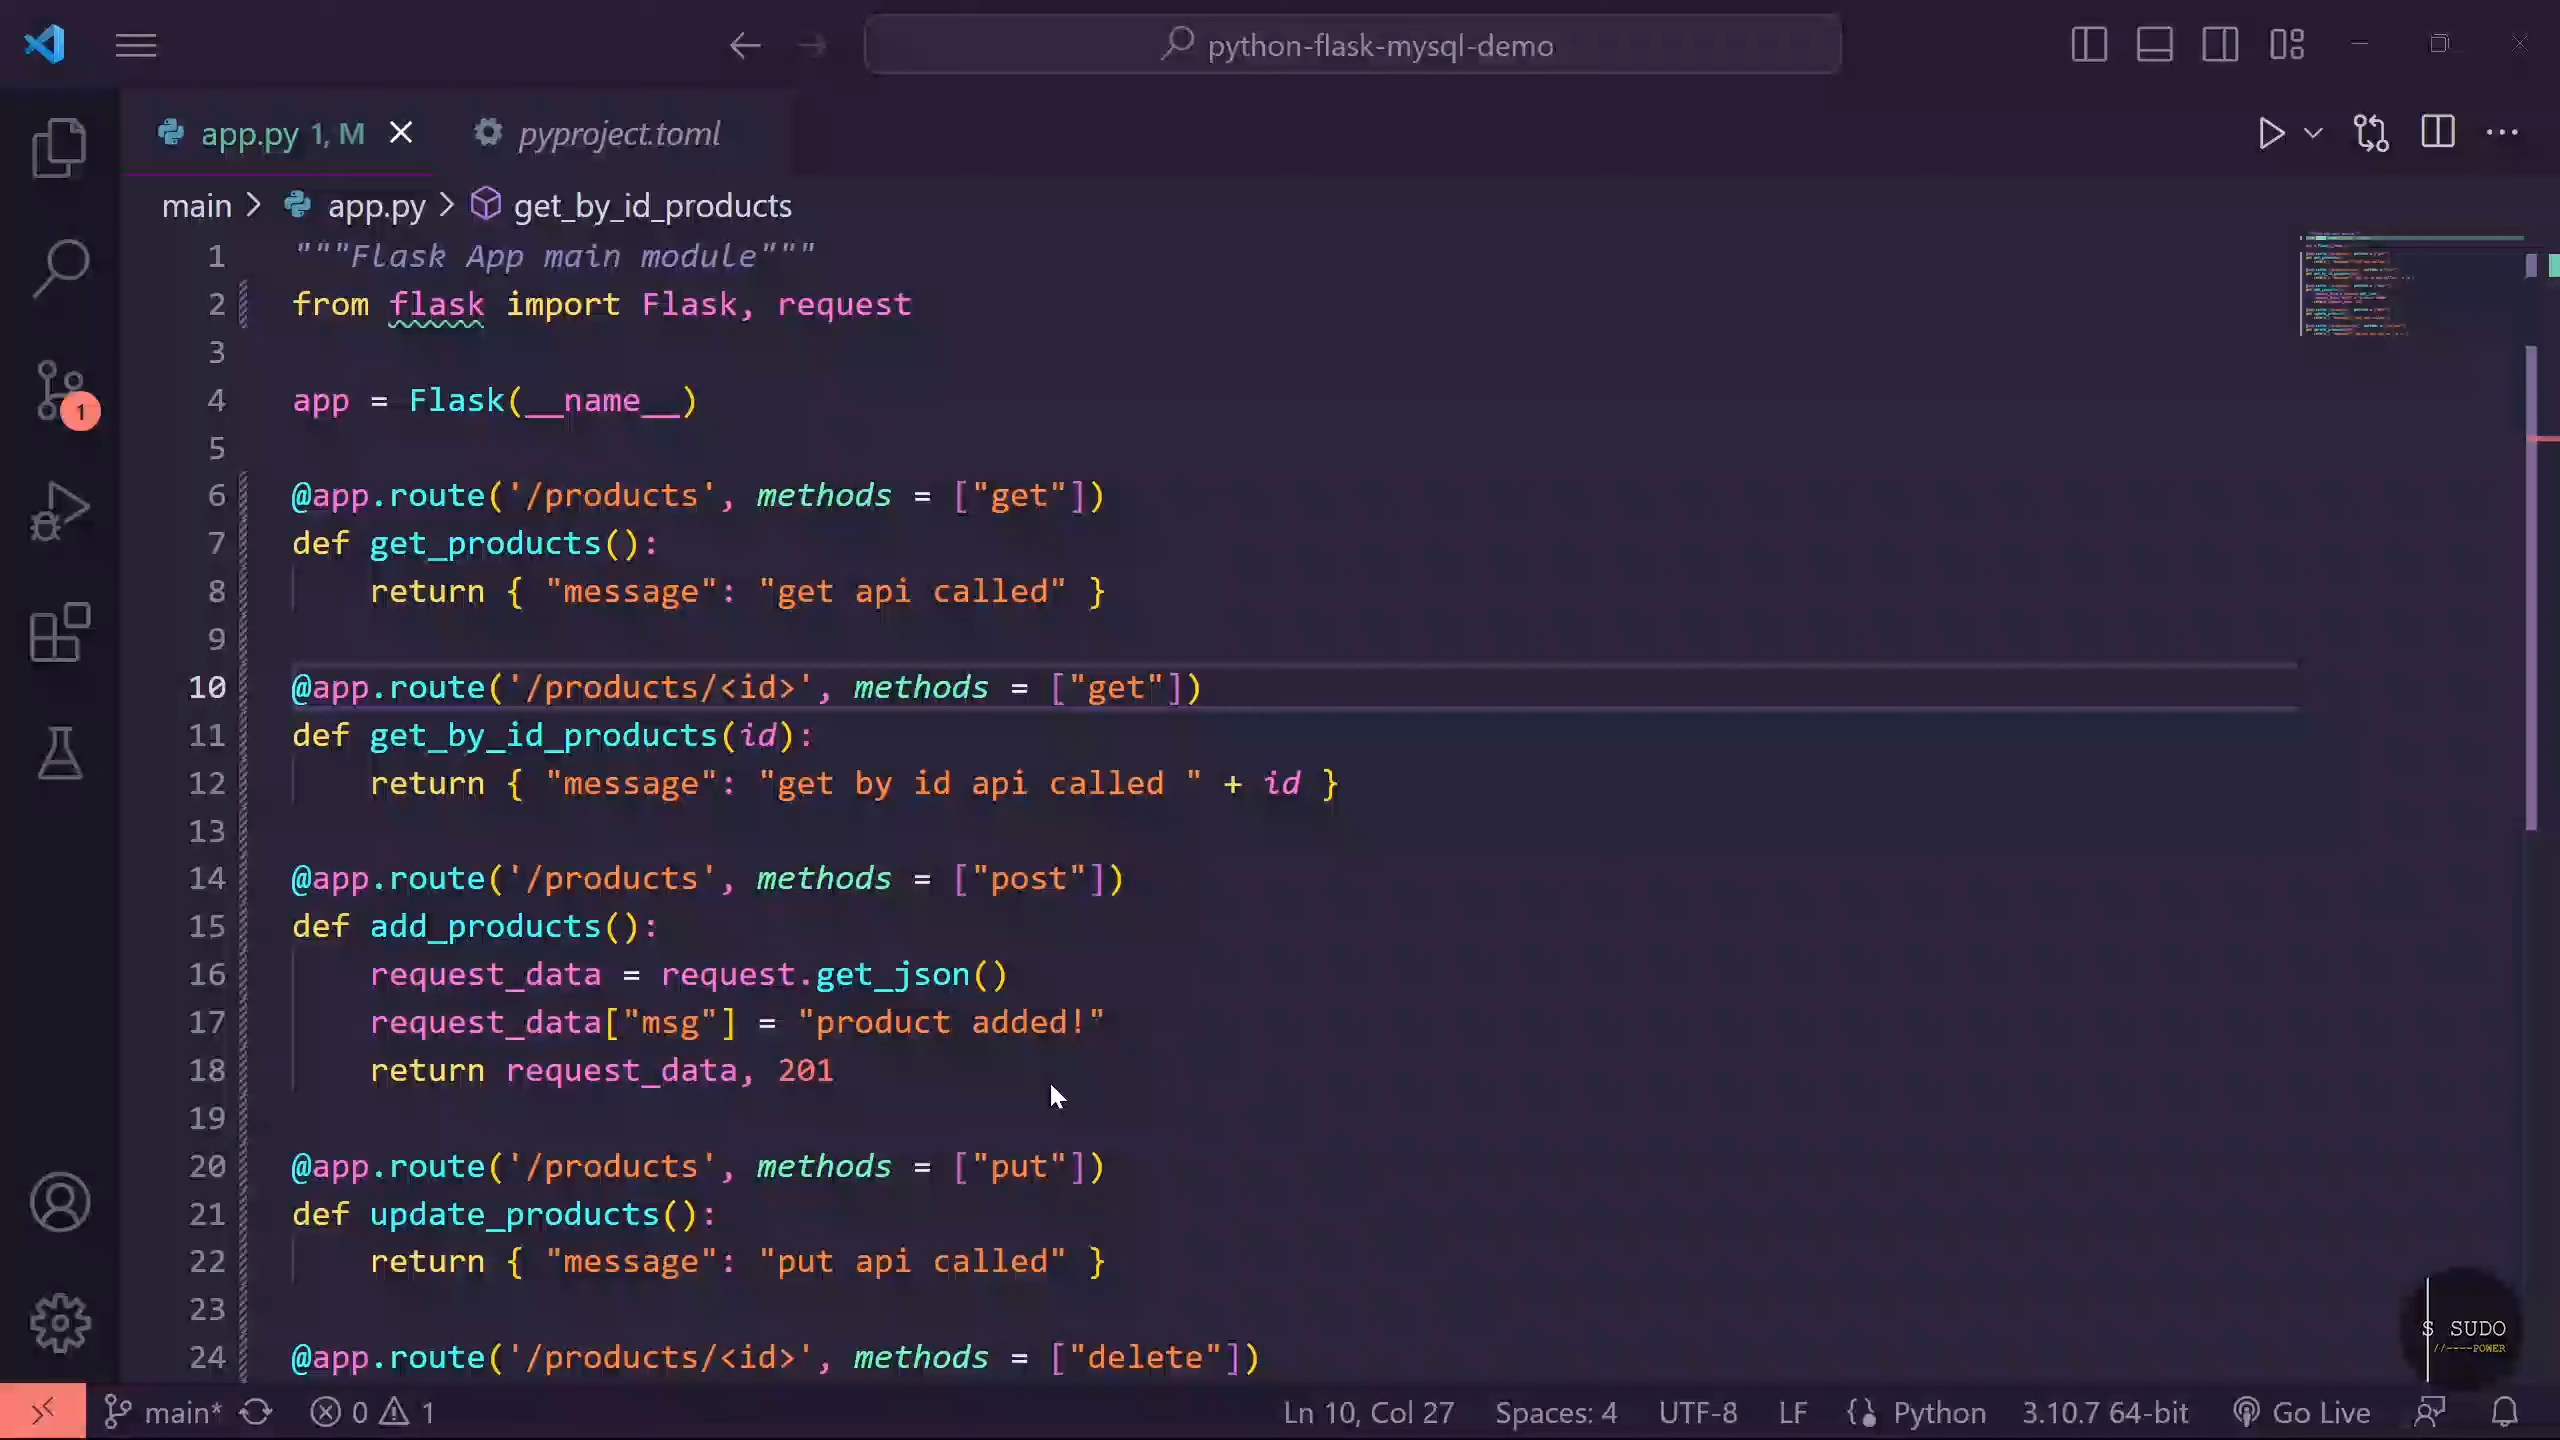 python-flask-mysql-demo
app.py 1, M
pyproject.toml
main > app.py > get_by_id_products
1 """Flask App main module"""
2 from flask import Flask, request
3
4 app = Flask(__name__)
5
6 @app.route('/products', methods = ["get"])
7 def get_products():
8 return { "message": "get api called" }
9
10 @app.route('/products/<id>', methods = ["get"])
11 def get_by_id_products(id):
12 return { "message": "get by id api called " + id }
13
14 @app.route('/products', methods = ["post"])
15 def add_products():
16 request_data = request.get_json()
17 request_data["msg"] = "product added!"
18 return request_data, 201
19
20 @app.route('/products', methods = ["put"])
21 def update_products():
22 return { "message": "put api called" }
23
24 @app.route('/products/<id>', methods = ["delete"])
1
S SUDO
//----POWER
main* 0 1 Ln 10, Col 27 Spaces: 4 UTF-8 LF Python 3.10.7 64-bit Go Live